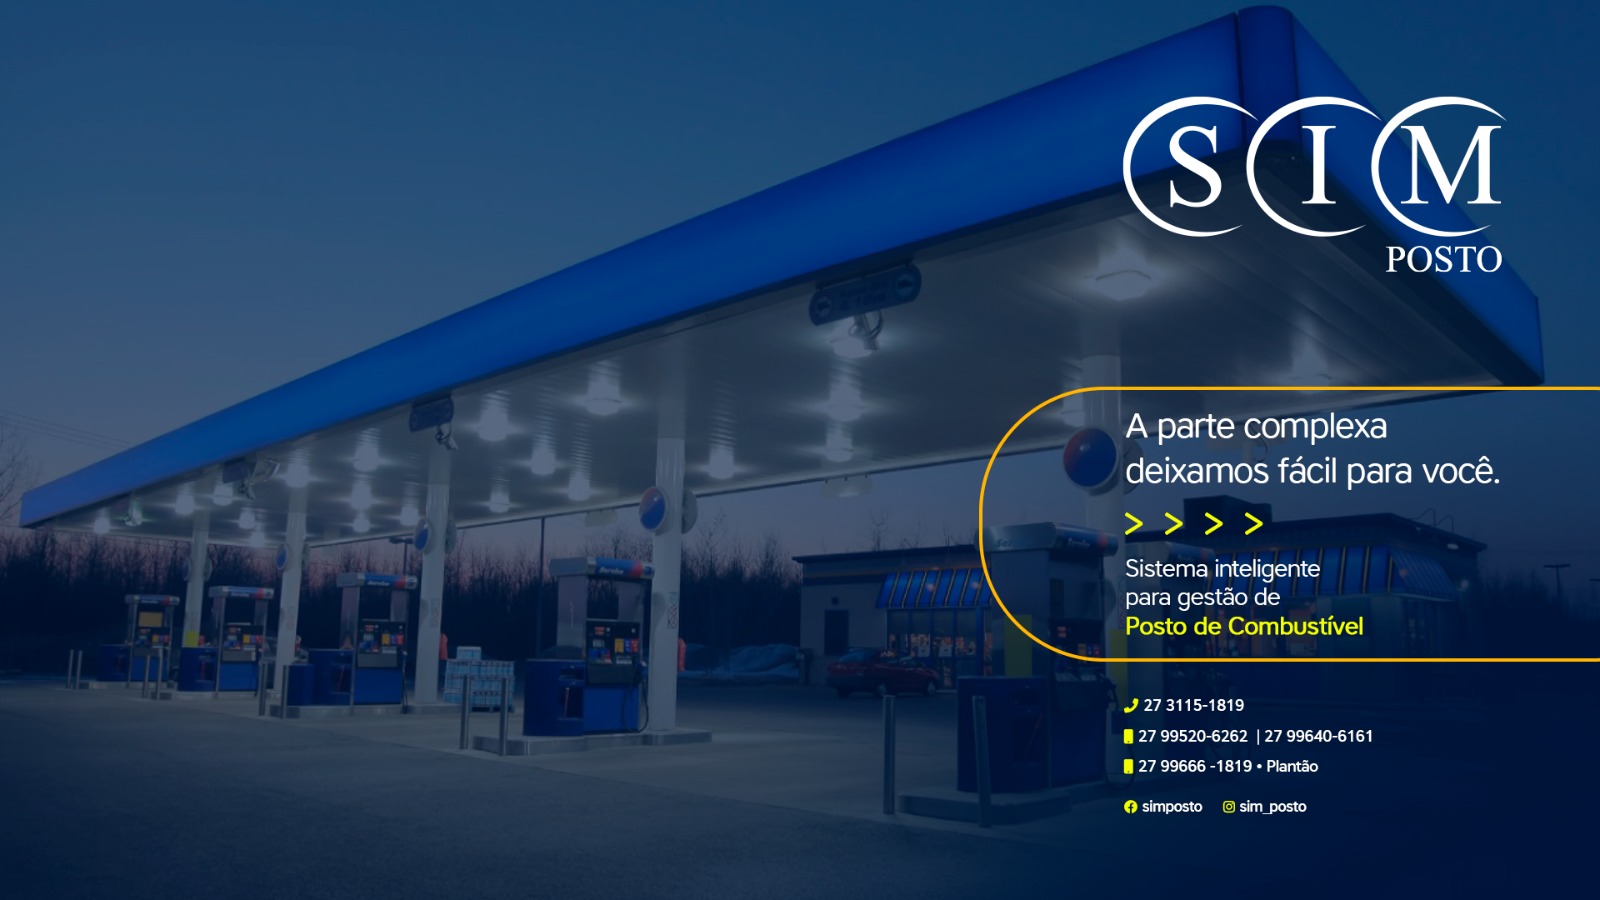 SIM
POSTO
A parte complexa
deixamos fácil para você.
> > > >
Sistema inteligente
para gestão de
Posto de Combustível
27 3115-1819
27 99520-6262 | 27 99640-6161
27 99666 -1819 • Plantão
simposto sim_posto